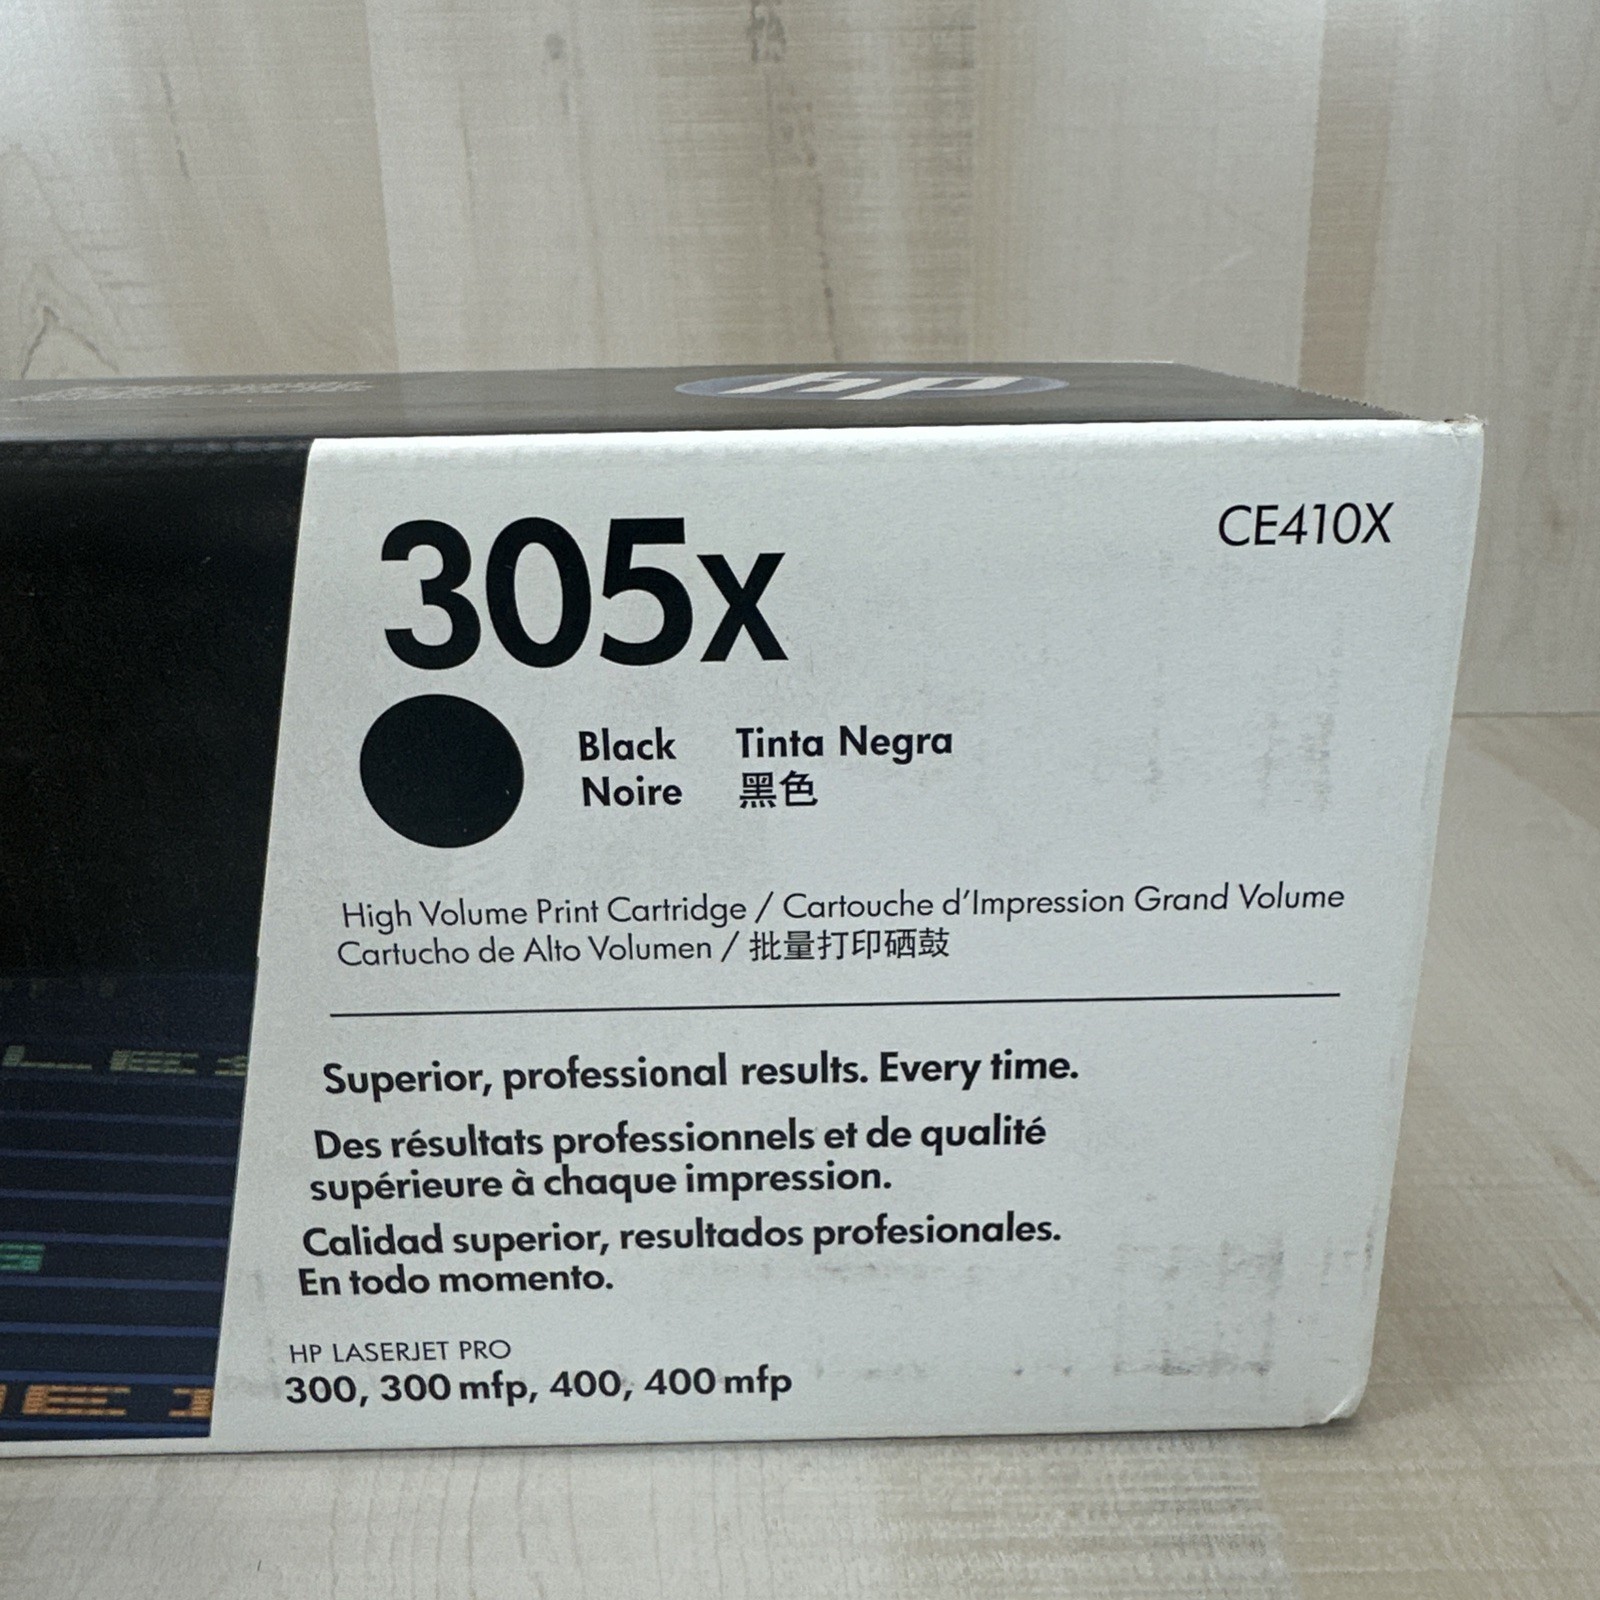 hp
305x
CE410X
Black Tinta Negra
Noire 黑色
High Volume Print Cartridge / Cartouche d'Impression Grand Volume
Cartucho de Alto Volumen / 批量打印硒鼓
Superior, professional results. Every time.
Des résultats professionnels et de qualité
supérieure à chaque impression.
Calidad superior, resultados profesionales.
En todo momento.
HP LASERJET PRO
300, 300 mfp, 400, 400 mfp